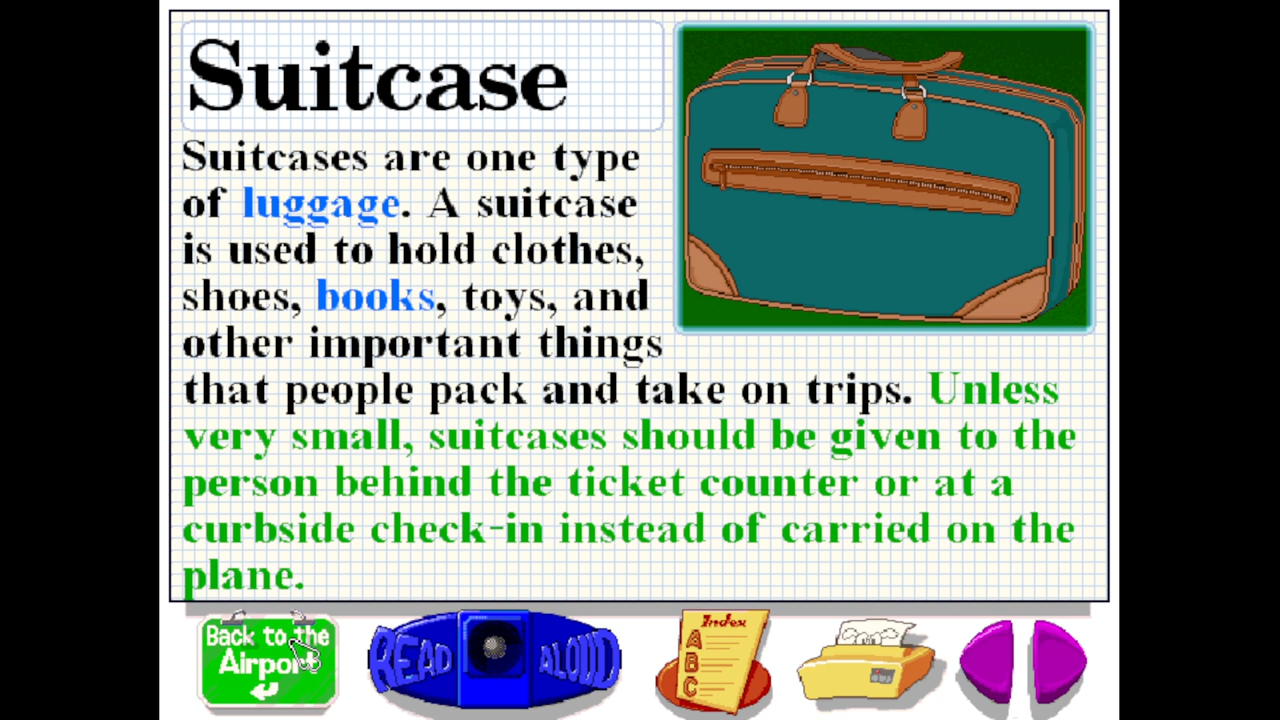 Suitcase
Suitcases are one type
of luggage. A suitcase
is used to hold clothes,
shoes, books, toys, and
other important things
that people pack and take on trips. Unless
very small, suitcases should be given to the
person behind the ticket counter or at a
curbside check-in instead of carried on the
plane.
Back to the
Airport
READ ALOUD
Index
A
B
C